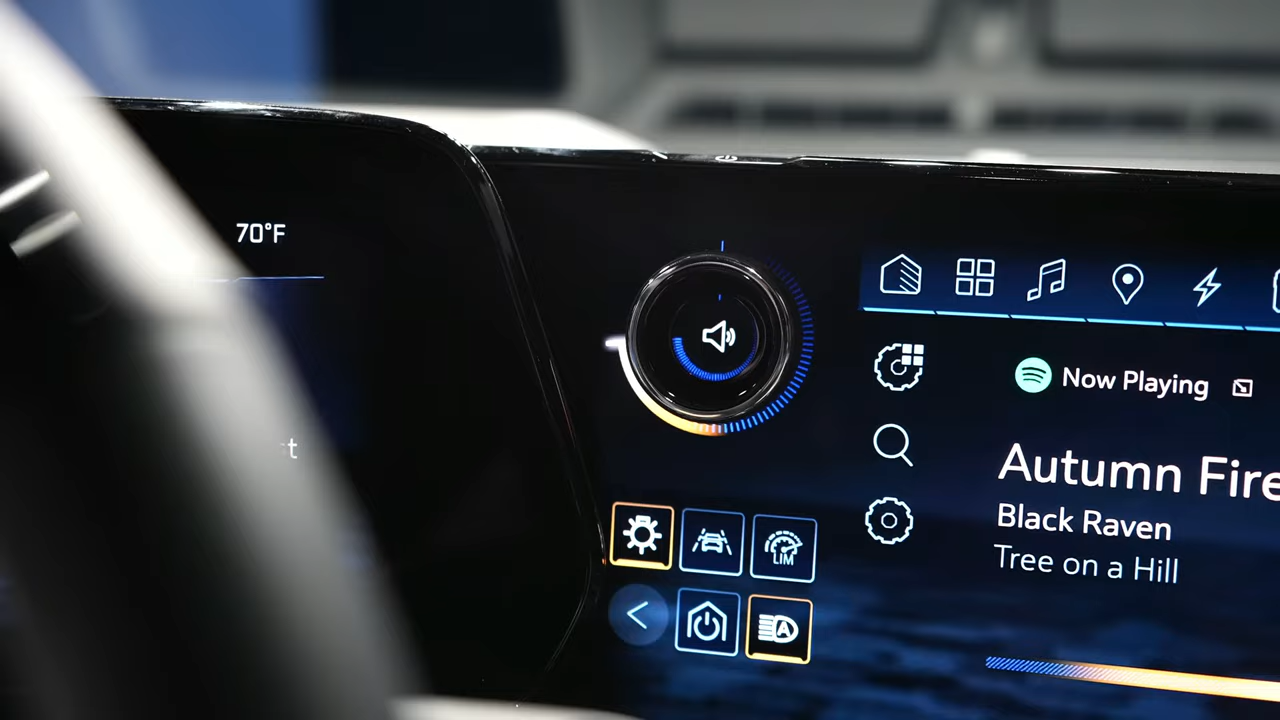 70°F
t
Now Playing
Autumn Fire
Black Raven
Tree on a Hill
LIM
A